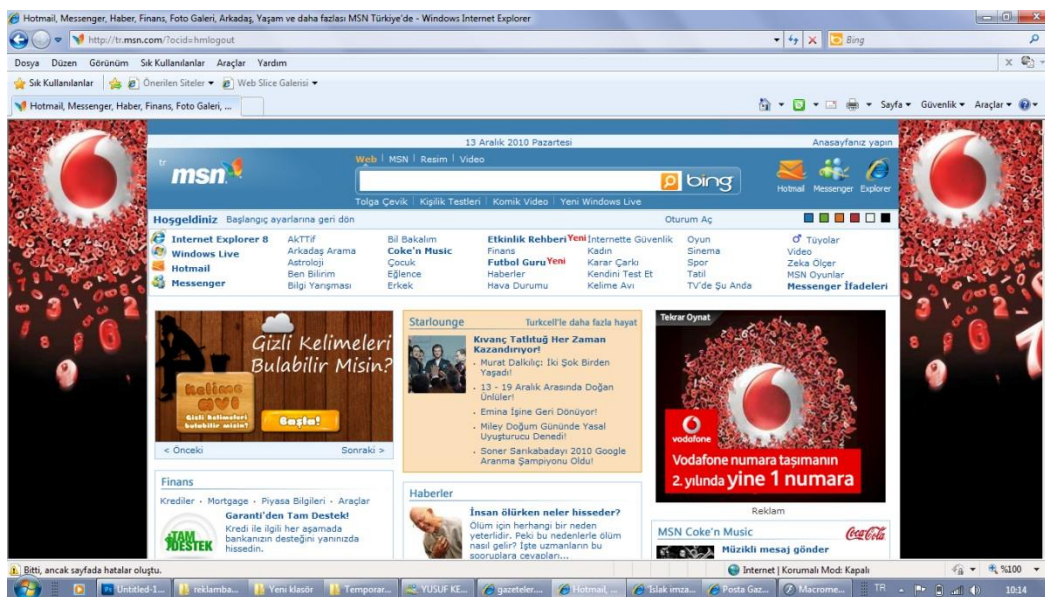 Hotmail, Messenger, Haber, Finans, Foto Galeri, Arkadaş, Yaşam ve daha fazlası MSN Türkiye'de - Windows Internet Explorer
http://tr.msn.com/?ocid=hmlogout
Bing
Dosya Düzen Görünüm Sık Kullanılanlar Araçlar Yardım
Sık Kullanılanlar Önerilen Siteler Web Slice Galerisi
Hotmail, Messenger, Haber, Finans, Foto Galeri, ...
Sayfa Güvenlik Araçlar
13 Aralık 2010 Pazartesi
Anasayfanız yapın
tr
msn
Web | MSN | Resim | Video
bing
Tolga Çevik | Kişilik Testleri | Komik Video | Yeni Windows Live
Hotmail Messenger Explorer
Hoşgeldiniz Başlangıç ayarlarına geri dön
Oturum Aç
Internet Explorer 8 AkTTif Bil Bakalım Etkinlik Rehberi Yeni Internette Güvenlik Oyun Tüyolar
Windows Live Arkadaş Arama Coke'n Music Finans Kadın Sinema Video
Hotmail Astroloji Çocuk Futbol Guru Yeni Karar Çarkı Spor Zeka Ölçer
Messenger Ben Bilirim Eğlence Haberler Kendini Test Et Tatil MSN Oyunlar
Bilgi Yarışması Erkek Hava Durumu Kelime Avı TV'de Şu Anda Messenger İfadeleri
Gizli Kelimeleri
Bulabilir Misin?
Kelime
avı
Gizli kelimeleri
bulabilir misin?
Başla!
< Önceki
Sonraki >
Starlounge
Turkcell'le daha fazla hayat
Kıvanç Tatlıtuğ Her Zaman
Kazandırıyor!
Murat Dalkılıç: İki Şok Birden
Yaşadı!
13 - 19 Aralık Arasında Doğan
Ünlüler!
Emina İşine Geri Dönüyor!
Miley Doğum Gününde Yasal
Uyuşturucu Denedi!
Soner Sarıkabadayı 2010 Google
Aranma Şampiyonu Oldu!
Tekrar Oynat
vodafone
Vodafone numara taşımanın
2. yılında yine 1 numara
Reklam
Finans
Krediler · Mortgage · Piyasa Bilgileri · Araçlar
TAM
DESTEK
Garanti'den Tam Destek!
Kredi ile ilgili her aşamada
bankanızın desteğini yanınızda
hissedin.
Haberler
İnsan ölürken neler hisseder?
Ölüm için herhangi bir neden
yeterlidir. Peki bu nedenlerle ölüm
nasıl gelir? İşte uzmanların bu
sooruplara cevapları...
MSN Coke'n Music
Coca-Cola
Müzikli mesaj gönder
Bitti, ancak sayfada hatalar oluştu.
Internet | Korumalı Mod: Kapalı
%100
Untitled-1... reklamba... Yeni klasör Temporar... YUSUF KE... gazeteler.... Hotmail, ... Islak imza... Posta Gaz... Macrome...
TR
10:14